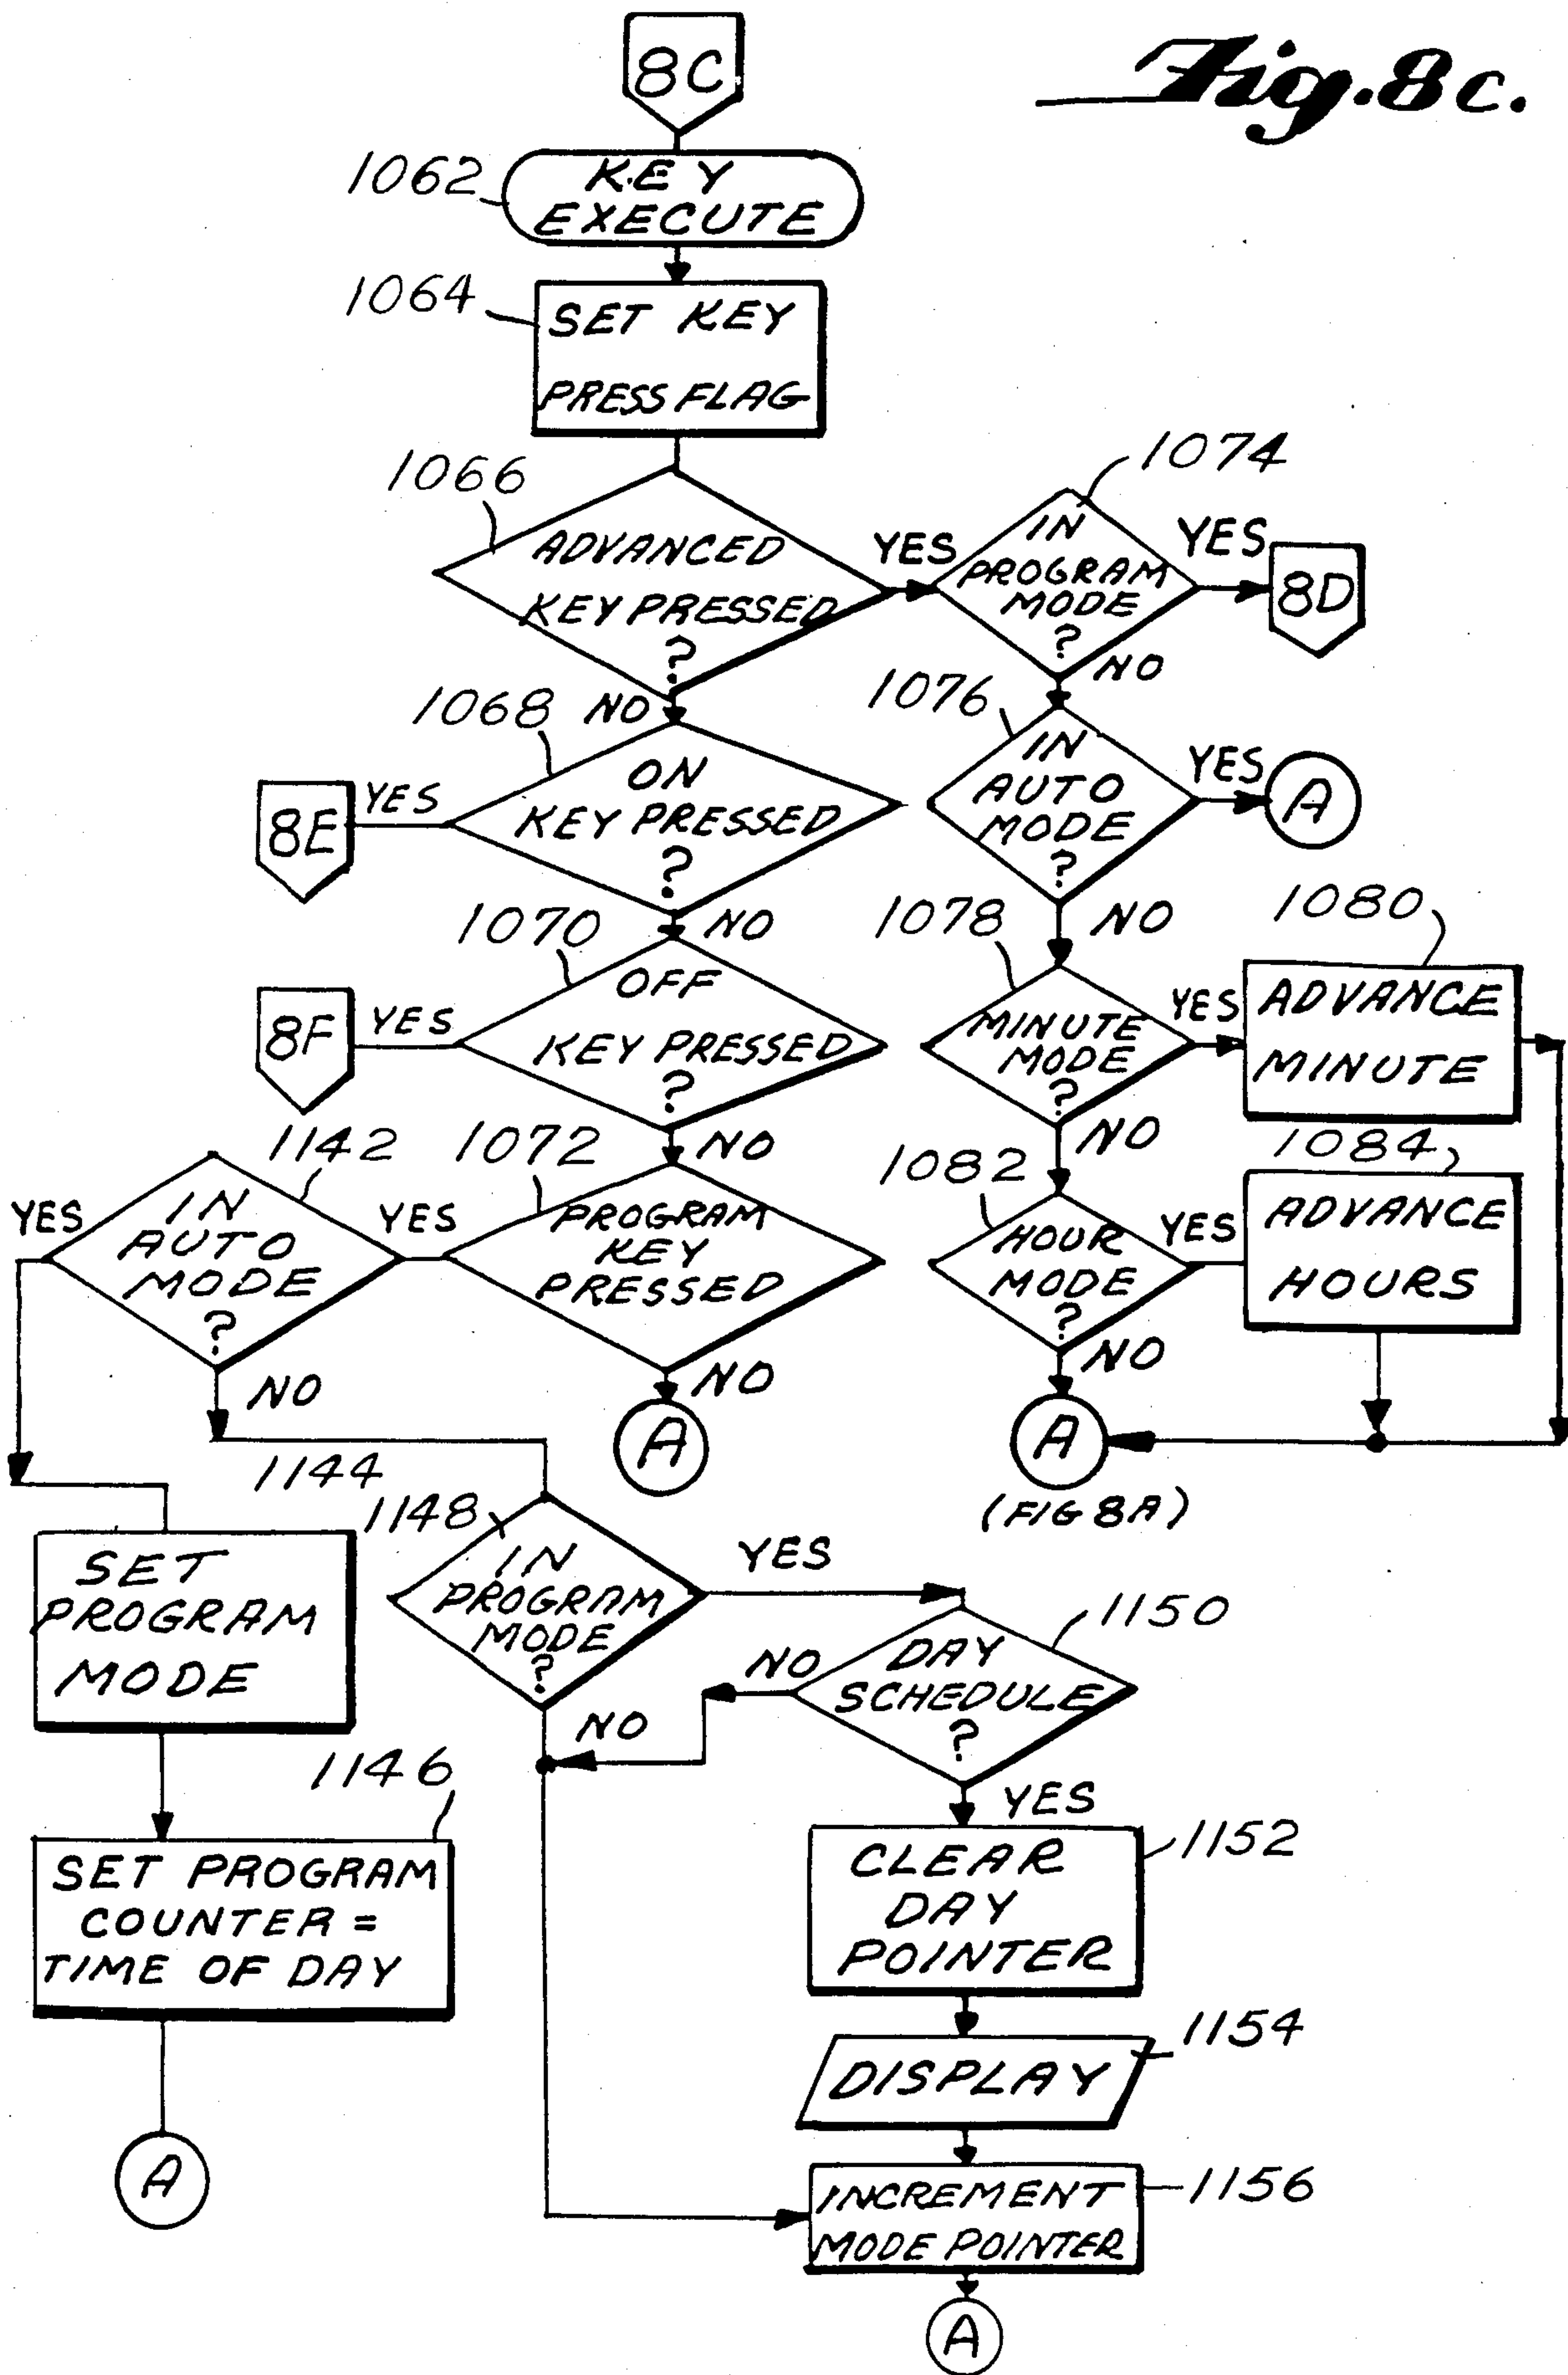 8C
Fig. 8c.
1062
KEY
EXECUTE
1064
SET KEY
PRESS FLAG
1066
ADVANCED
KEY PRESSED
?
YES
1074
IN
PROGRAM
MODE
?
YES
8D
NO
1068
NO
ON
KEY PRESSED
?
YES
8E
1076
IN
AUTO
MODE
?
YES
A
NO
1070
NO
OFF
KEY PRESSED
?
YES
8F
1078
MINUTE
MODE
?
YES
1080
ADVANCE
MINUTE
NO
1142
IN
AUTO
MODE
?
YES
YES
1072
NO
PROGRAM
KEY
PRESSED
1082
HOUR
MODE
?
YES
1084
ADVANCE
HOURS
NO
NO
NO
A
A
(FIG 8A)
1144
SET
PROGRAM
MODE
1148
IN
PROGRAM
MODE
?
YES
NO
1150
DAY
SCHEDULE
?
NO
YES
1146
SET PROGRAM
COUNTER =
TIME OF DAY
A
1152
CLEAR
DAY
POINTER
1154
DISPLAY
1156
INCREMENT
MODE POINTER
A